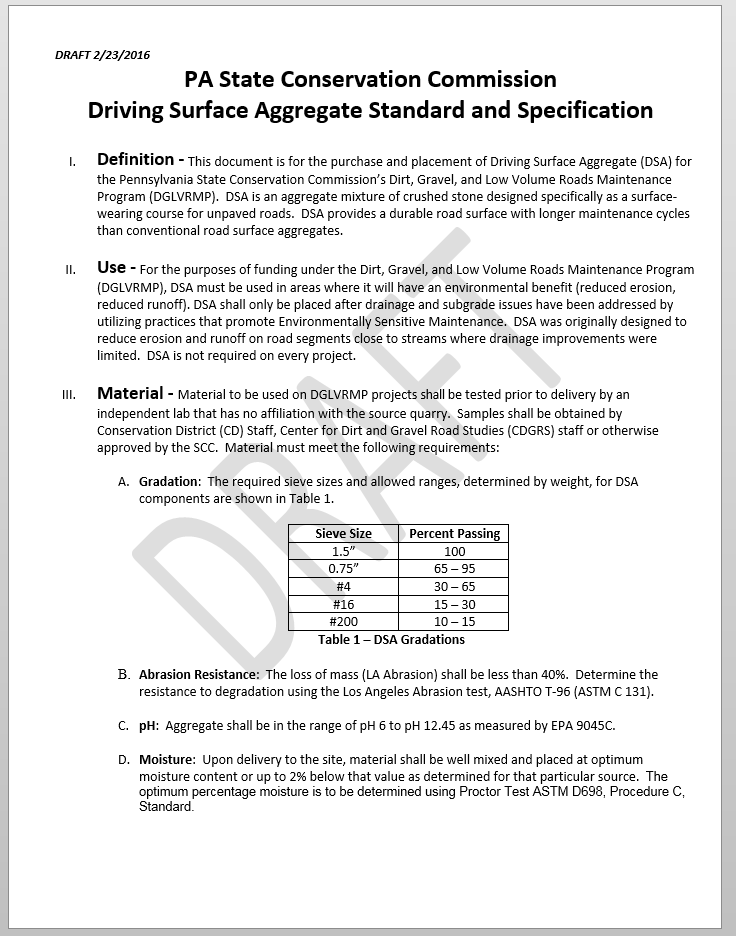 DRAFT 2/23/2016
PA State Conservation Commission
Driving Surface Aggregate Standard and Specification
I. Definition - This document is for the purchase and placement of Driving Surface Aggregate (DSA) for
the Pennsylvania State Conservation Commission's Dirt, Gravel, and Low Volume Roads Maintenance
Program (DGLVRMP). DSA is an aggregate mixture of crushed stone designed specifically as a surface-
wearing course for unpaved roads. DSA provides a durable road surface with longer maintenance cycles
than conventional road surface aggregates.
II. Use - For the purposes of funding under the Dirt, Gravel, and Low Volume Roads Maintenance Program
(DGLVRMP), DSA must be used in areas where it will have an environmental benefit (reduced erosion,
reduced runoff). DSA shall only be placed after drainage and subgrade issues have been addressed by
utilizing practices that promote Environmentally Sensitive Maintenance. DSA was originally designed to
reduce erosion and runoff on road segments close to streams where drainage improvements were
limited. DSA is not required on every project.
III. Material - Material to be used on DGLVRMP projects shall be tested prior to delivery by an
independent lab that has no affiliation with the source quarry. Samples shall be obtained by
Conservation District (CD) Staff, Center for Dirt and Gravel Road Studies (CDGRS) staff or otherwise
approved by the SCC. Material must meet the following requirements:
A. Gradation: The required sieve sizes and allowed ranges, determined by weight, for DSA
components are shown in Table 1.
Sieve Size Percent Passing
1.5" 100
0.75" 65 – 95
#4 30 – 65
#16 15 – 30
#200 10 – 15
Table 1 – DSA Gradations
B. Abrasion Resistance: The loss of mass (LA Abrasion) shall be less than 40%. Determine the
resistance to degradation using the Los Angeles Abrasion test, AASHTO T-96 (ASTM C 131).
C. pH: Aggregate shall be in the range of pH 6 to pH 12.45 as measured by EPA 9045C.
D. Moisture: Upon delivery to the site, material shall be well mixed and placed at optimum
moisture content or up to 2% below that value as determined for that particular source. The
optimum percentage moisture is to be determined using Proctor Test ASTM D698, Procedure C,
Standard.
DRAFT